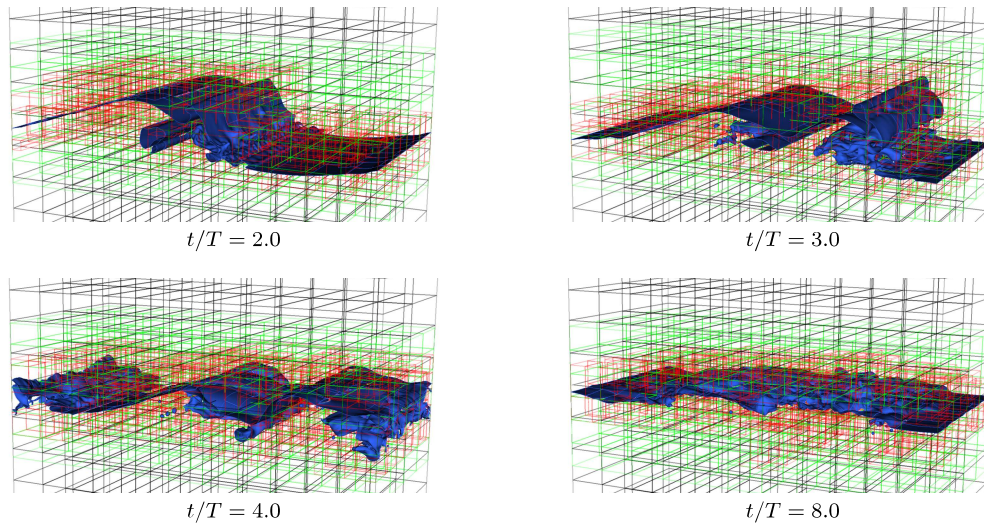 t/T = 2.0
t/T = 3.0
t/T = 4.0
t/T = 8.0